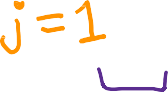 j = 1